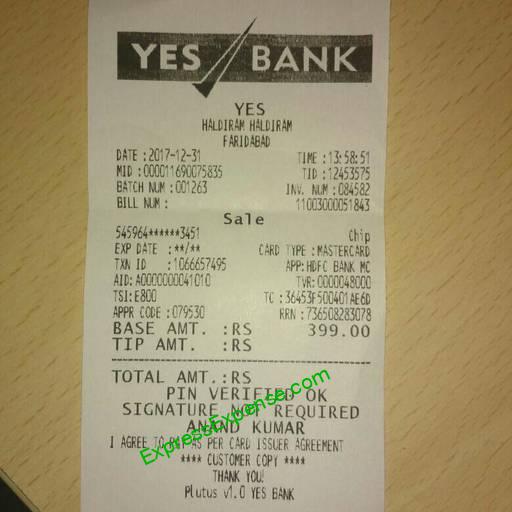 YES BANK
YES
HALDIRAM HALDIRAM
FARIDABAD
DATE :2017-12-31 TIME :13:58:51
MID :000011690075835 TID :12453575
BATCH NUM :001263 INV. NUM :084582
BILL NUM : 11003000051843
Sale
545964******3451 Chip
EXP DATE :**/** CARD TYPE :MASTERCARD
TXN ID :1066657495 APP:HDFC BANK MC
AID:A0000000041010 TVR:0000048000
TSI:E800 TC :36453F500401AE6D
APPR CODE :079530 RRN :736508283078
BASE AMT. :RS 399.00
TIP AMT. :RS
TOTAL AMT.:RS
PIN VERIFIED OK
SIGNATURE NOT REQUIRED
ANAND KUMAR
I AGREE TO PAY AS PER CARD ISSUER AGREEMENT
**** CUSTOMER COPY ****
THANK YOU!
Plutus v1.0 YES BANK
ExpressExpense.com